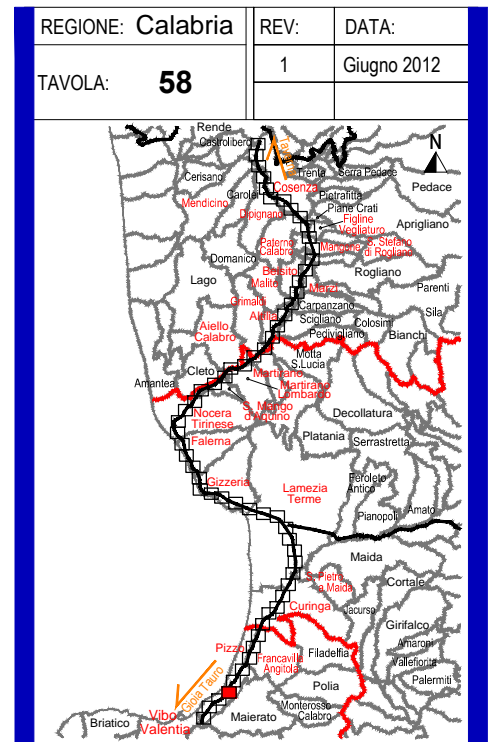 REGIONE: Calabria
REV:
DATA:
TAVOLA: 58
1
Giugno 2012
Rende
Castrolibero
Taranto
N
Cerisano
Trenta
Serra Pedace
Cosenza
Pedace
Carolei
Pietrafitta
Mendicino
Dipignano
Piane Crati
Figline
Vegliaturo
Aprigliano
Paterno
Calabro
Mangone
S. Stefano
di Rogliano
Domanico
Belsito
Rogliano
Lago
Malito
Marzi
Parenti
Grimaldi
Carpanzano
Sila
Altilia
Scigliano
Colosimi
Aiello
Calabro
Pedivigliano
Bianchi
Motta
S.Lucia
Cleto
Martirano
Amantea
Martirano
Lombardo
S. Mango
d'Aquino
Nocera
Tirinese
Decollatura
Platania
Falerna
Serrastretta
Gizzeria
Feroleto
Antico
Lamezia
Terme
Pianopoli
Amato
Maida
S. Pietro
a Maida
Cortale
Curinga
Jacurso
Girifalco
Pizzo
Filadelfia
Amaroni
Francavilla
Angitola
Vallefiorita
Gioia Tauro
Polia
Palermiti
Monterosso
Calabro
Vibo
Valentia
Briatico
Maierato